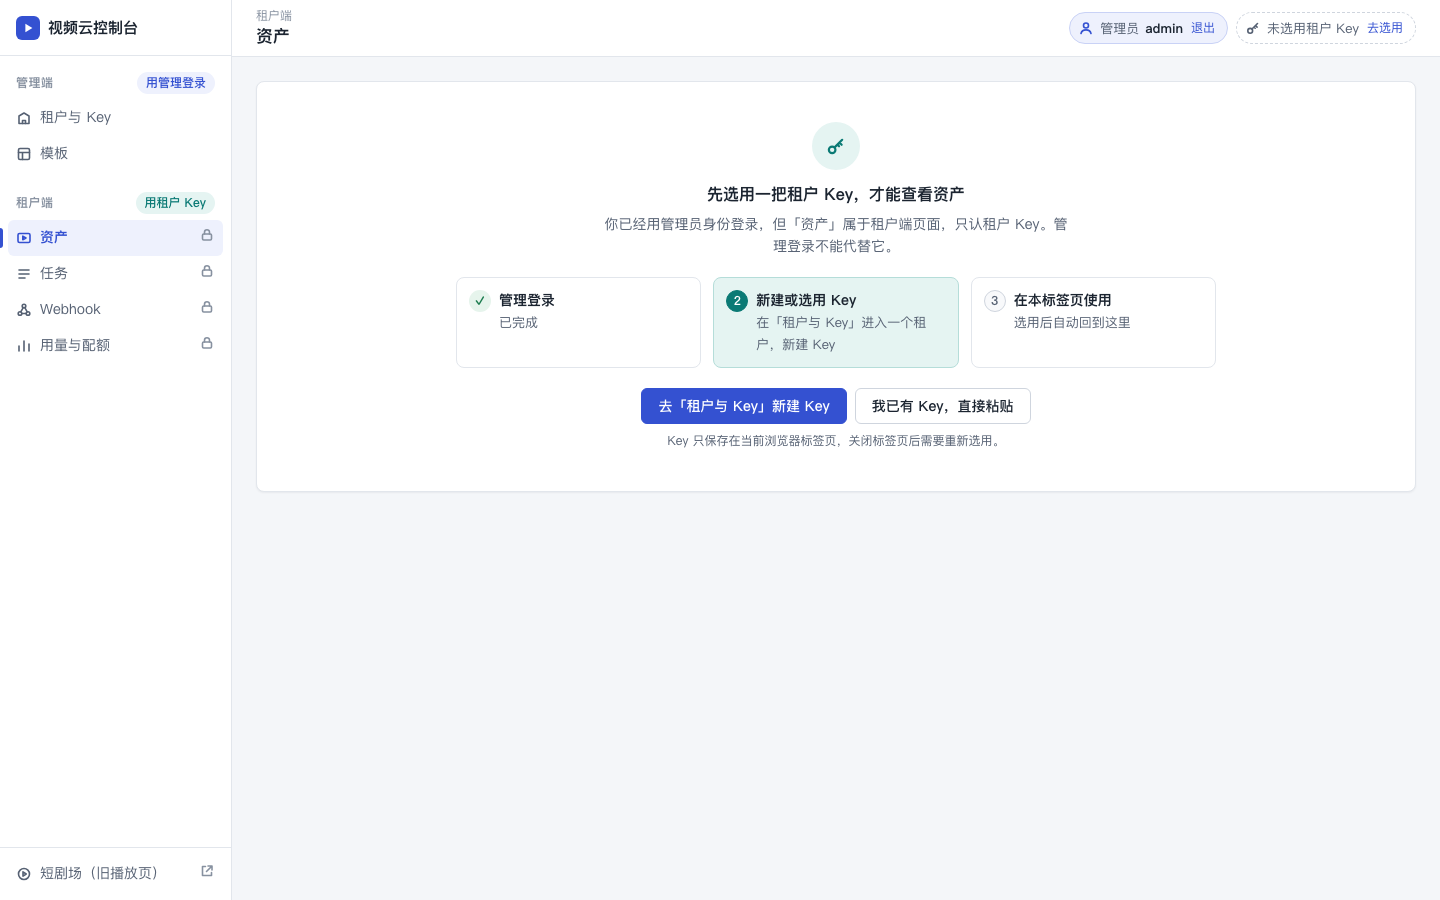 视频云控制台
管理端 用管理登录
租户与 Key
模板
租户端 用租户 Key
资产
任务
Webhook
用量与配额
短剧场（旧播放页）
租户端
资产
管理员 admin 退出
未选用租户 Key 去选用
先选用一把租户 Key，才能查看资产
你已经用管理员身份登录，但「资产」属于租户端页面，只认租户 Key。管
理登录不能代替它。
管理登录
已完成
2 新建或选用 Key
在「租户与 Key」进入一个租
户，新建 Key
3 在本标签页使用
选用后自动回到这里
去「租户与 Key」新建 Key
我已有 Key，直接粘贴
Key 只保存在当前浏览器标签页，关闭标签页后需要重新选用。